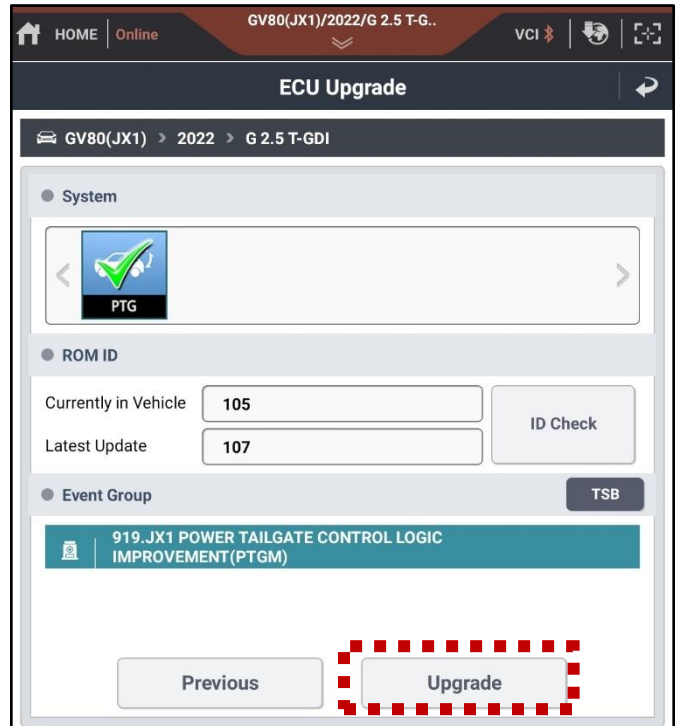 HOME Online GV80(JX1)/2022/G 2.5 T-G.. VCI
ECU Upgrade
GV80(JX1) > 2022 > G 2.5 T-GDI
System
PTG
ROM ID
Currently in Vehicle 105
ID Check
Latest Update 107
Event Group TSB
919.JX1 POWER TAILGATE CONTROL LOGIC
IMPROVEMENT(PTGM)
Previous Upgrade